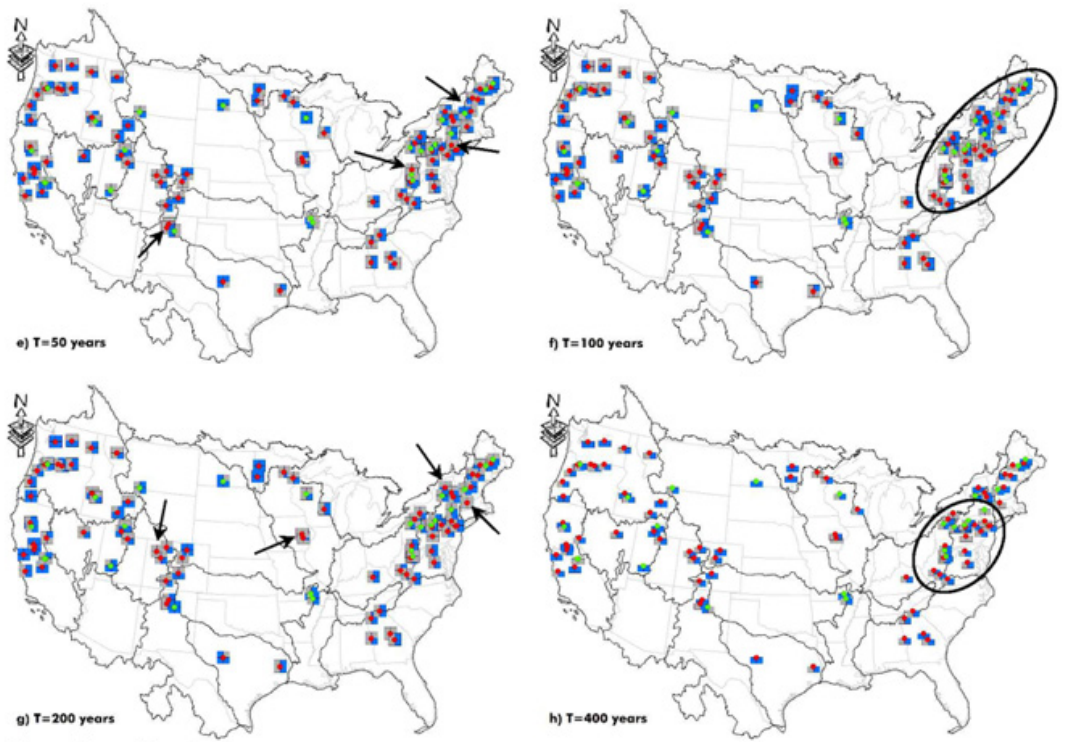 N
N
e) T=50 years
f) T=100 years
N
N
g) T=200 years
h) T=400 years